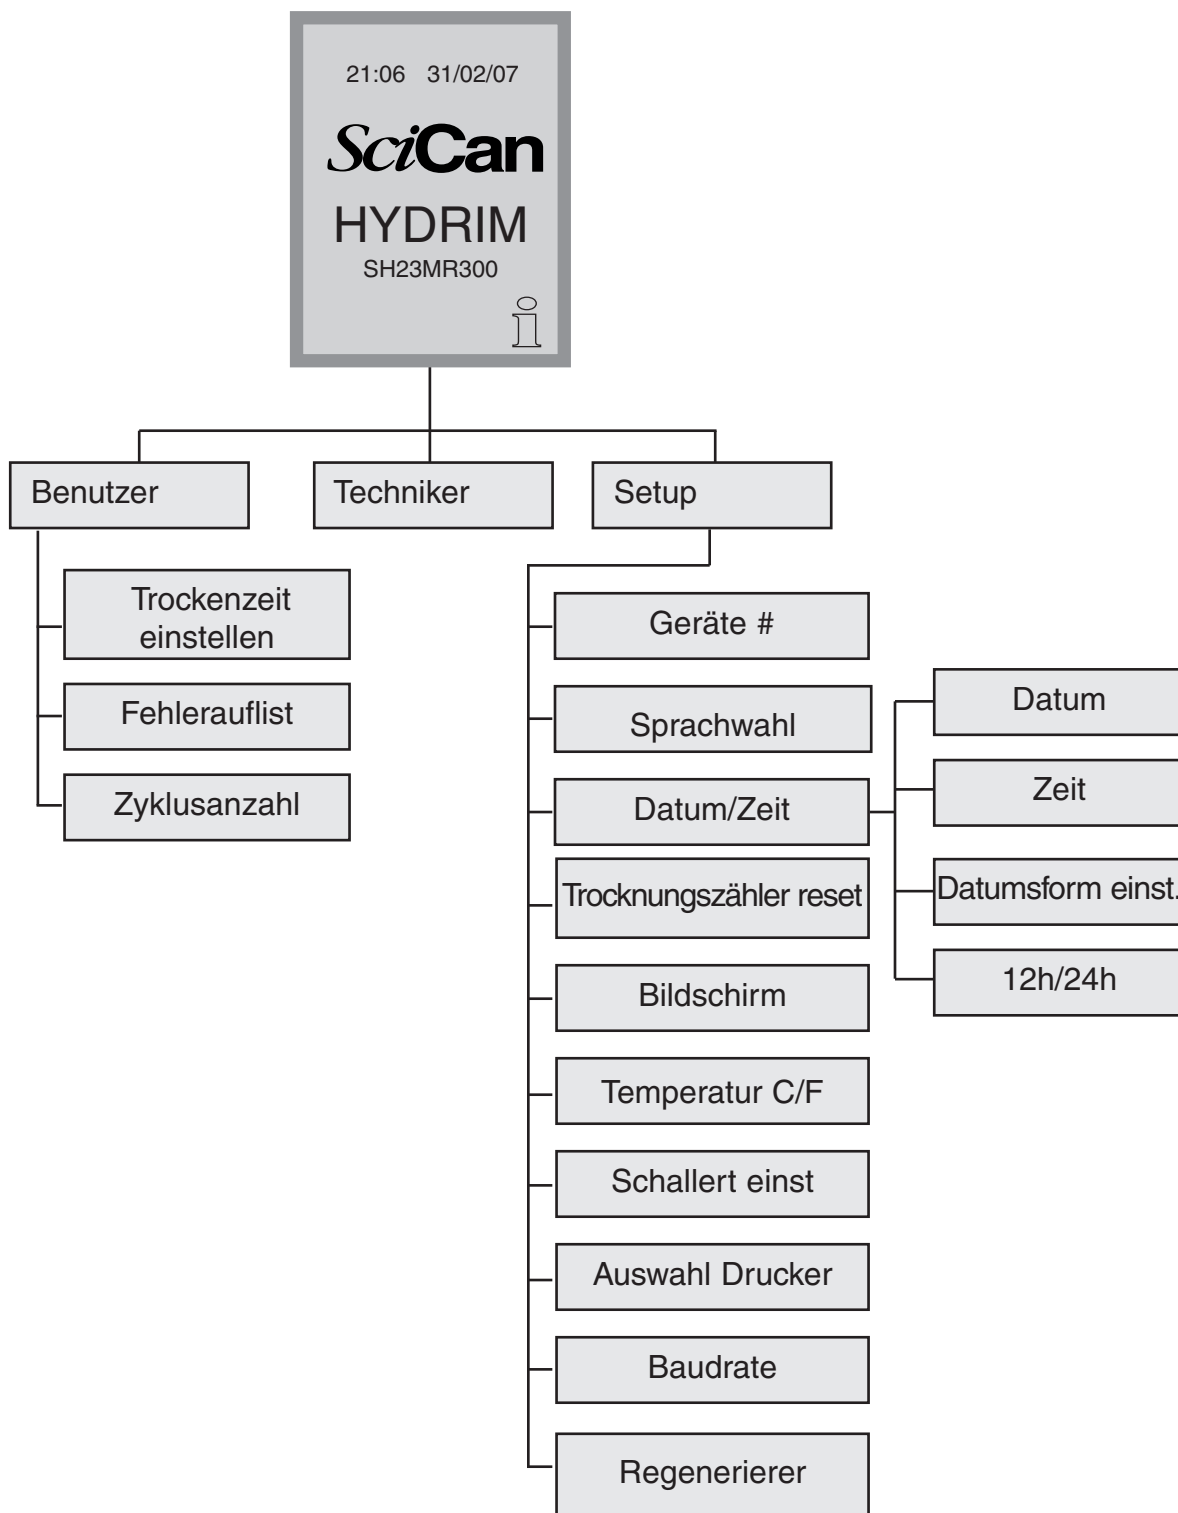 21:06 31/02/07
SciCan
HYDRIM
SH23MR300
i
Benutzer
Techniker
Setup
Trockenzeit
einstellen
Fehlerauflist
Zyklusanzahl
Geräte #
Sprachwahl
Datum/Zeit
Trocknungszähler reset
Bildschirm
Temperatur C/F
Schallert einst
Auswahl Drucker
Baudrate
Regenerierer
Datum
Zeit
Datumsform einst.
12h/24h